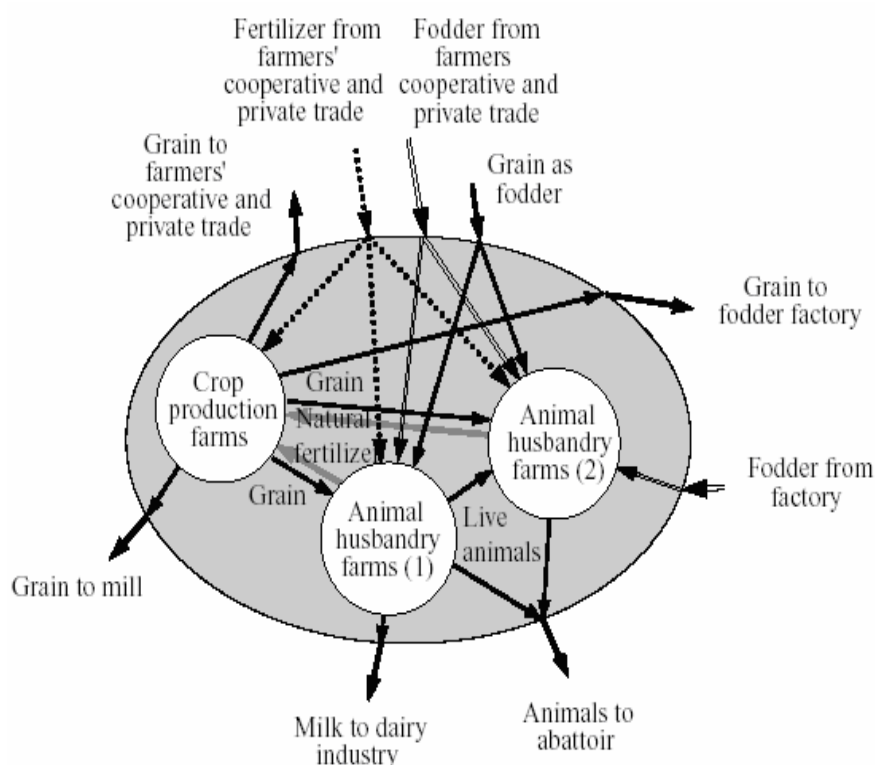 Fertilizer from
farmers'
cooperative and
private trade
Fodder from
farmers
cooperative and
private trade
Grain to
farmers'
cooperative and
private trade
Grain as
fodder
Grain to
fodder factory
Crop
production
farms
Grain
Natural
fertilizer
Animal
husbandry
farms (2)
Fodder from
factory
Grain
Animal
husbandry
farms (1)
Live
animals
Grain to mill
Milk to dairy
industry
Animals to
abattoir